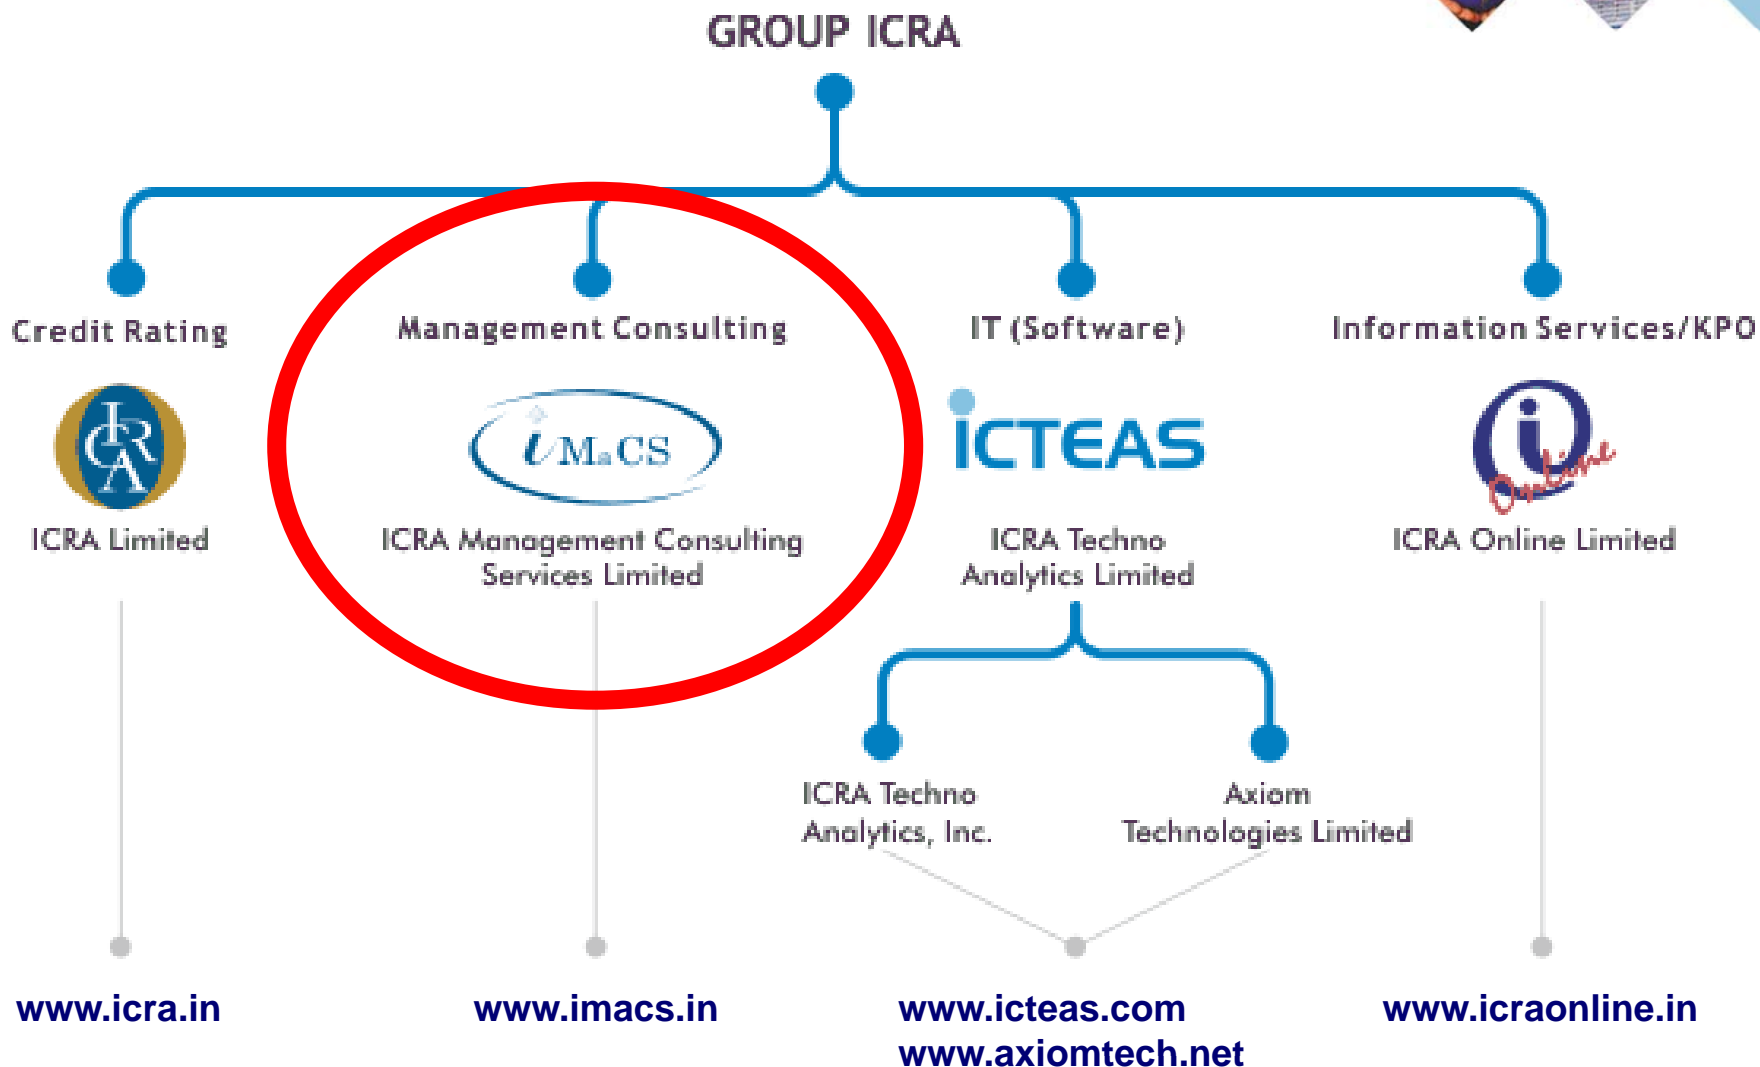 GROUP ICRA
Credit Rating
Management Consulting
IT (Software)
Information Services/KPO
ICRA
iMaCS
iCTEAS
i Online
ICRA Limited
ICRA Management Consulting
Services Limited
ICRA Techno
Analytics Limited
ICRA Online Limited
ICRA Techno
Analytics, Inc.
Axiom
Technologies Limited
www.icra.in
www.imacs.in
www.icteas.com
www.axiomtech.net
www.icraonline.in